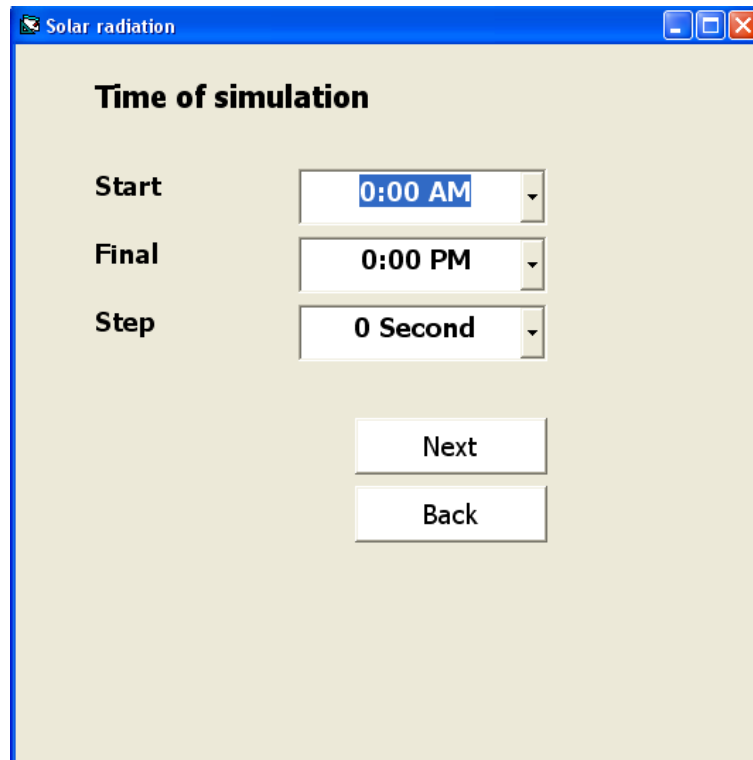 Solar radiation
Time of simulation
Start 0:00 AM
Final 0:00 PM
Step 0 Second
Next
Back